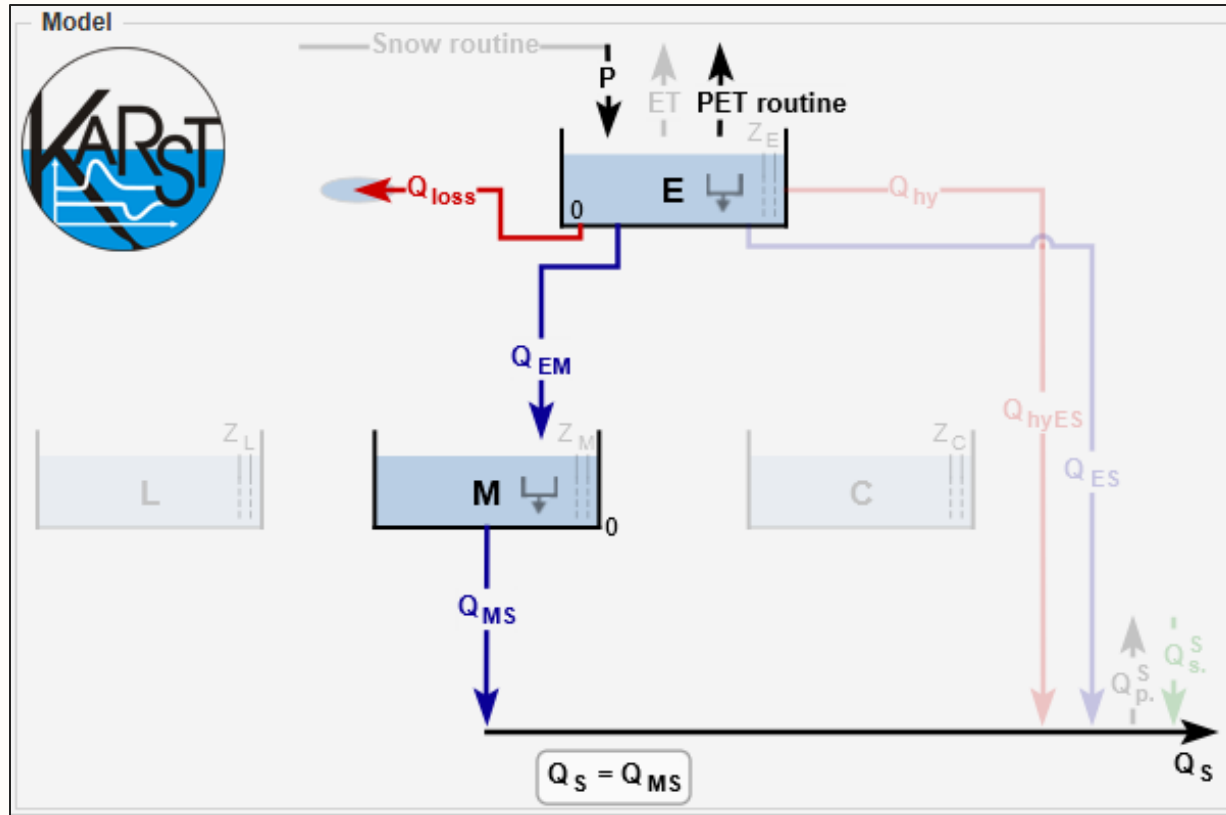 Model
KARST
Snow routine
P
ET
PET routine
Z E
E
0
Q loss
Q hy
Q EM
Q hyES
Q ES
Z L
L
Z M
M
0
Z C
C
Q MS
Q S p.
Q S s.
Q S = Q MS
Q S